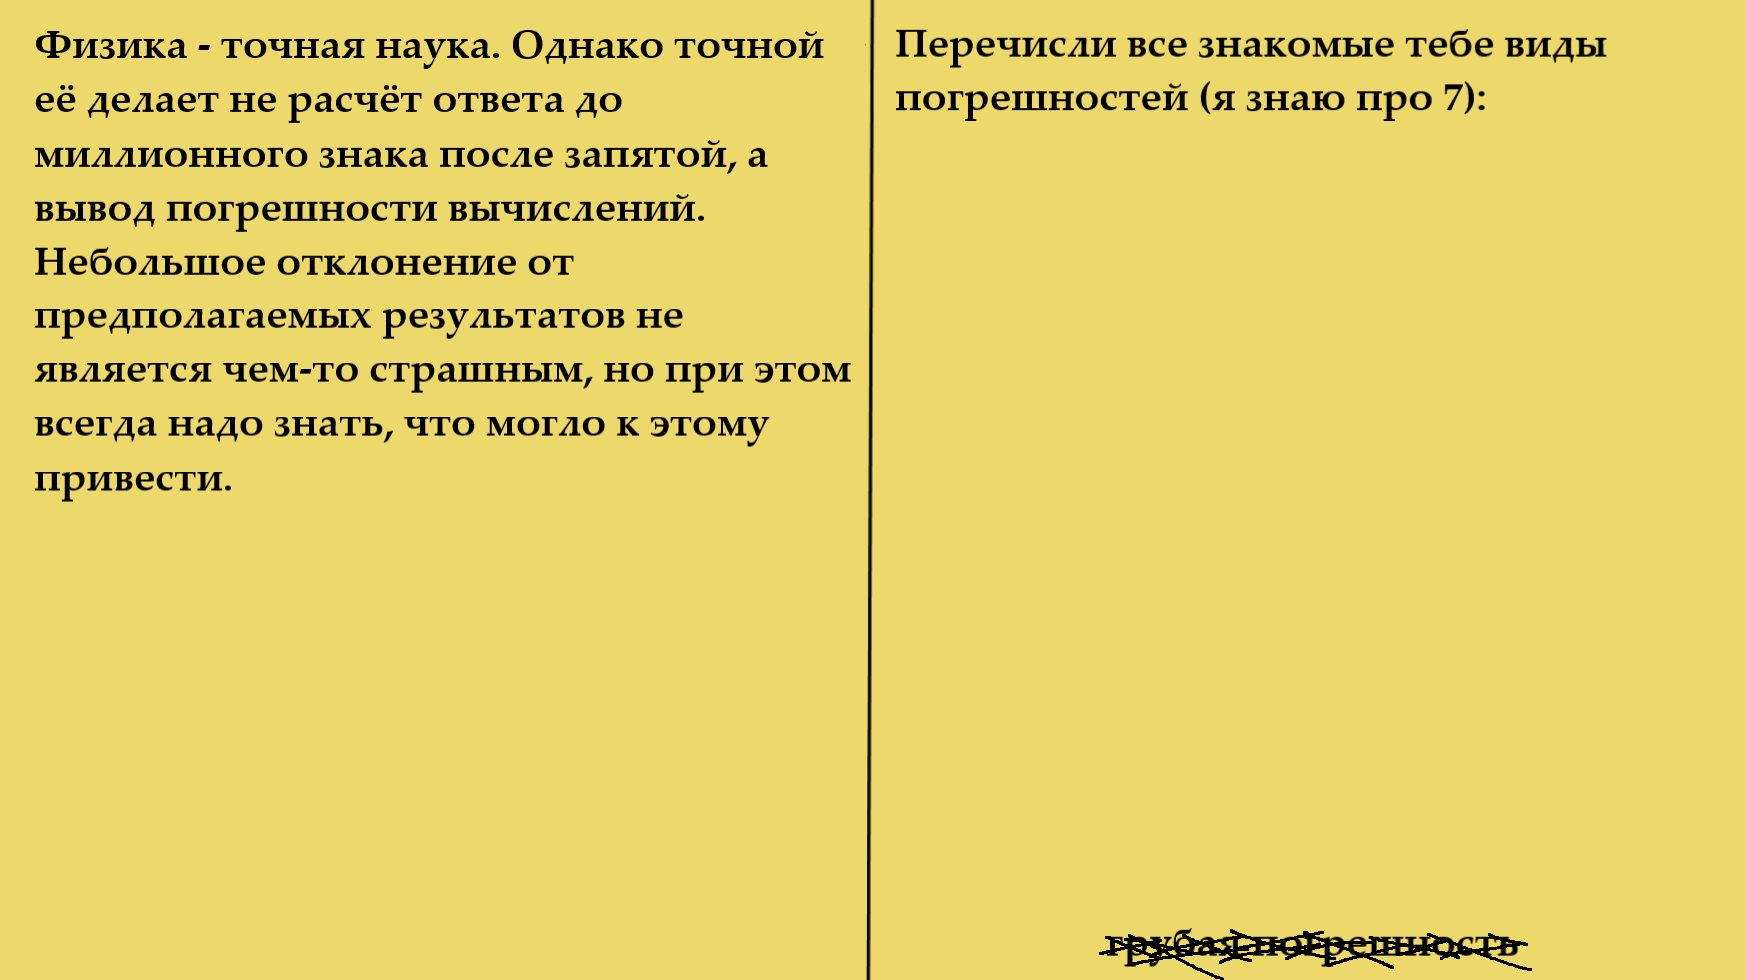 Физика - точная наука. Однако точной
её делает не расчёт ответа до
миллионного знака после запятой, а
вывод погрешности вычислений.
Небольшое отклонение от
предполагаемых результатов не
является чем-то страшным, но при этом
всегда надо знать, что могло к этому
привести.
Перечисли все знакомые тебе виды
погрешностей (я знаю про 7):
грубая погрешность